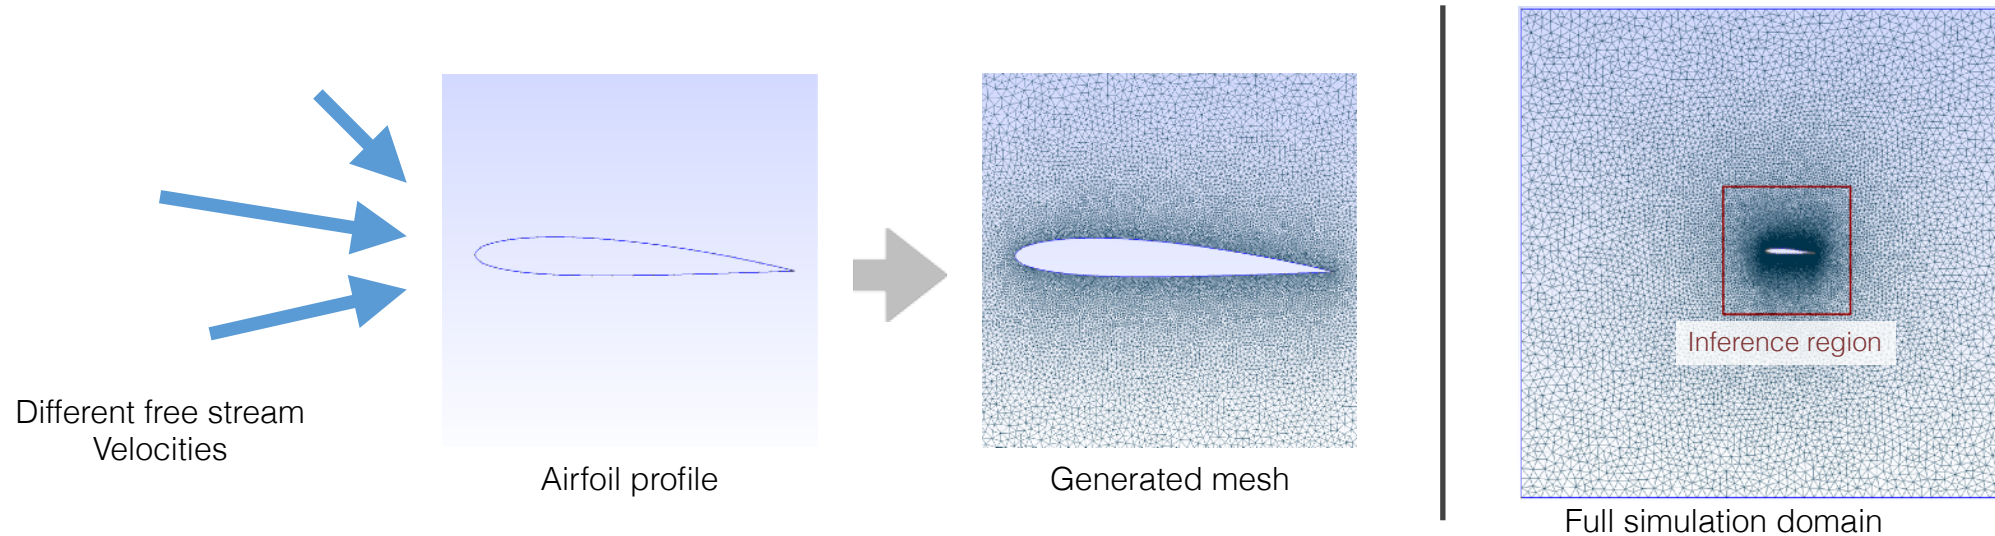 Different free stream
Velocities
Airfoil profile
Generated mesh
Inference region
Full simulation domain